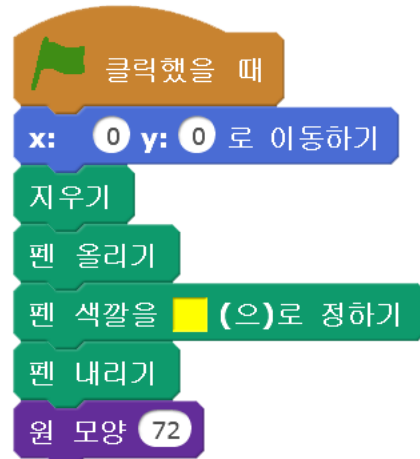 클릭했을 때
x: 0 y: 0 로 이동하기
지우기
펜 올리기
펜 색깔을 (으)로 정하기
펜 내리기
원 모양 72